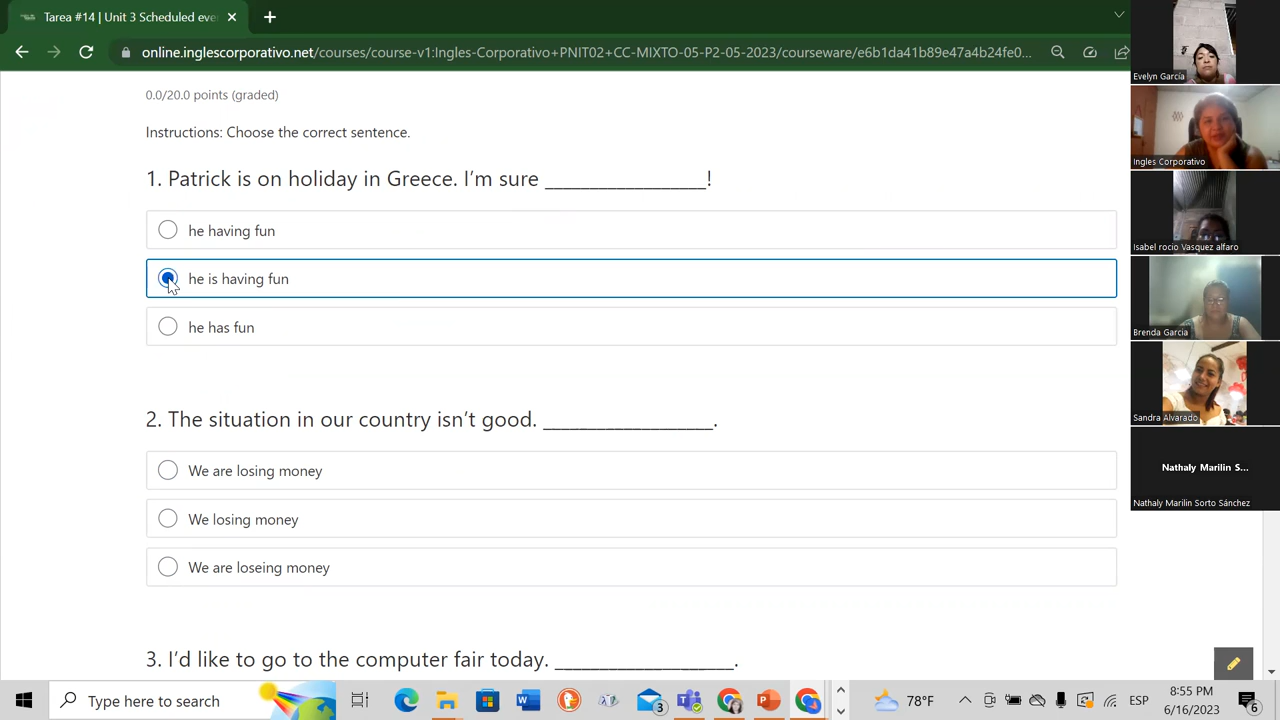 Tarea #14 | Unit 3 Scheduled eve
online.inglescorporativo.net/courses/course-v1:Ingles-Corporativo+PNIT02+CC-MIXTO-05-P2-05-2023/courseware/e6b1da41b89e47a4b24fe0...
0.0/20.0 points (graded)
Instructions: Choose the correct sentence.
1. Patrick is on holiday in Greece. I'm sure _________________!
he having fun
he is having fun
he has fun
2. The situation in our country isn't good. __________________.
We are losing money
We losing money
We are loseing money
3. I'd like to go to the computer fair today. ___________________.
Evelyn García
Ingles Corporativo
Isabel rocio Vasquez alfaro
Brenda Garcia
Sandra Alvarado
Nathaly Marilin S...
Nathaly Marilin Sorto Sánchez
Type here to search
3
78°F
ESP
8:55 PM
6/16/2023
6